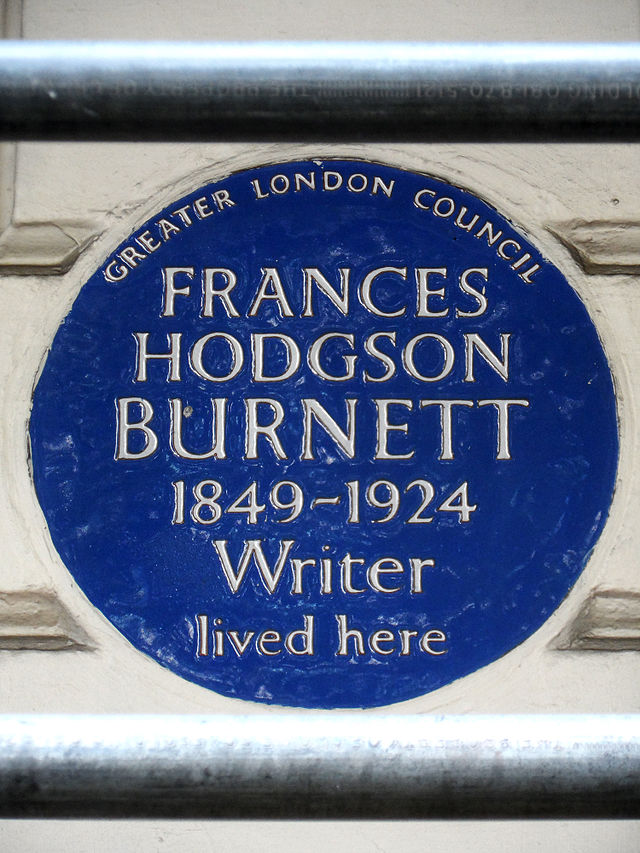 GREATER LONDON COUNCIL
FRANCES
HODGSON
BURNETT
1849-1924
Writer
lived here